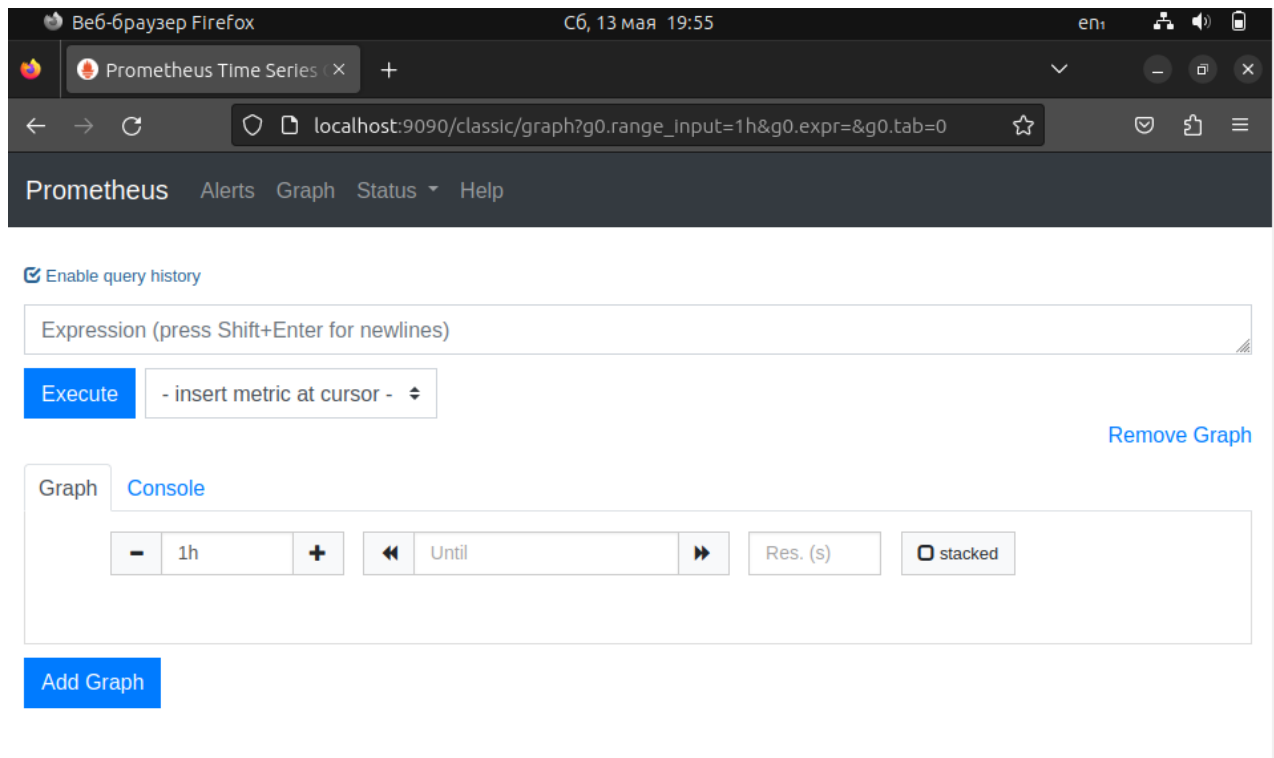 Веб-браузер Firefox Сб, 13 мая 19:55 en₁
Prometheus Time Series
localhost:9090/classic/graph?g0.range_input=1h&g0.expr=&g0.tab=0
Prometheus Alerts Graph Status Help
Enable query history
Expression (press Shift+Enter for newlines)
Execute - insert metric at cursor -
Remove Graph
Graph Console
1h Until Res. (s) stacked
Add Graph